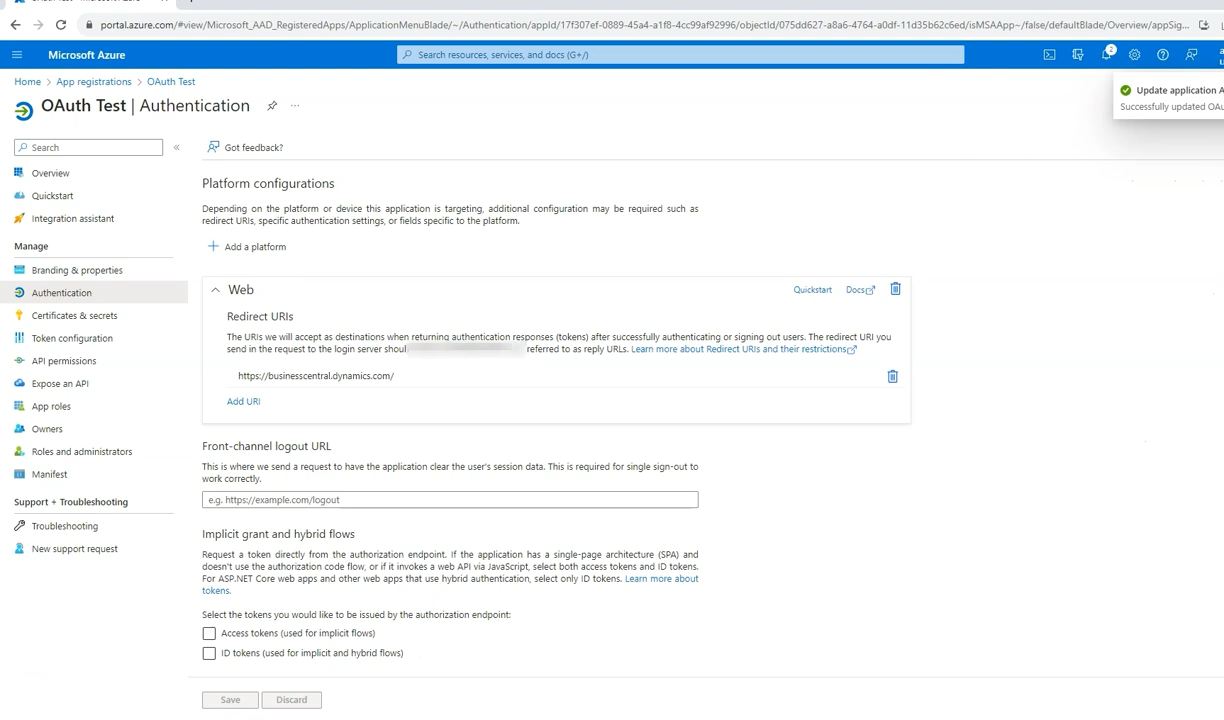 portal.azure.com/#view/Microsoft_AAD_RegisteredApps/ApplicationMenuBlade/~/Authentication/appId/17f307ef-0889-45a4-a1f8-4cc99af92996/objectId/075dd627-a8a6-4764-a0df-11d35b62c6ed/isMSAApp~/false/defaultBlade/Overview/appSig...
Microsoft Azure
Search resources, services, and docs (G+/)
2
Home > App registrations > OAuth Test
OAuth Test | Authentication
...
Update application A
Successfully updated OAu
Search
«
Got feedback?
Overview
Quickstart
Integration assistant
Manage
Branding & properties
Authentication
Certificates & secrets
Token configuration
API permissions
Expose an API
App roles
Owners
Roles and administrators
Manifest
Support + Troubleshooting
Troubleshooting
New support request
Platform configurations
Depending on the platform or device this application is targeting, additional configuration may be required such as
redirect URIs, specific authentication settings, or fields specific to the platform.
Add a platform
Web
Quickstart Docs
Redirect URIs
The URIs we will accept as destinations when returning authentication responses (tokens) after successfully authenticating or signing out users. The redirect URI you
send in the request to the login server shoul referred to as reply URLs. Learn more about Redirect URIs and their restrictions
https://businesscentral.dynamics.com/
Add URI
Front-channel logout URL
This is where we send a request to have the application clear the user's session data. This is required for single sign-out to
work correctly.
e.g. https://example.com/logout
Implicit grant and hybrid flows
Request a token directly from the authorization endpoint. If the application has a single-page architecture (SPA) and
doesn't use the authorization code flow, or if it invokes a web API via JavaScript, select both access tokens and ID tokens.
For ASP.NET Core web apps and other web apps that use hybrid authentication, select only ID tokens. Learn more about
tokens.
Select the tokens you would like to be issued by the authorization endpoint:
Access tokens (used for implicit flows)
ID tokens (used for implicit and hybrid flows)
Save Discard